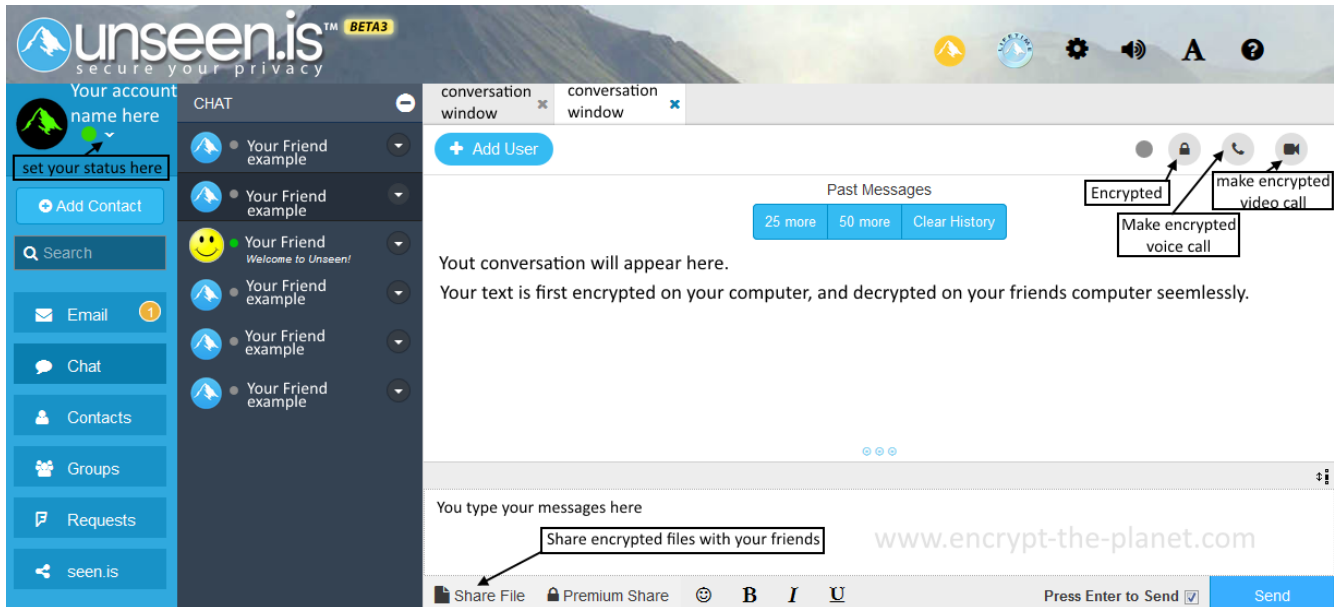 unseen.is™ BETA3
secure your privacy
LIFETIME
A
Your account
name here
set your status here
Add Contact
Search
Email 1
Chat
Contacts
Groups
Requests
seen.is
CHAT
Your Friend
example
Your Friend
example
Your Friend
Welcome to Unseen!
Your Friend
example
Your Friend
example
Your Friend
example
conversation
window
conversation
window
Add User
Encrypted
Make encrypted
voice call
make encrypted
video call
Past Messages
25 more 50 more Clear History
Yout conversation will appear here.
Your text is first encrypted on your computer, and decrypted on your friends computer seemlessly.
You type your messages here
Share encrypted files with your friends
www.encrypt-the-planet.com
Share File Premium Share B I U Press Enter to Send Send